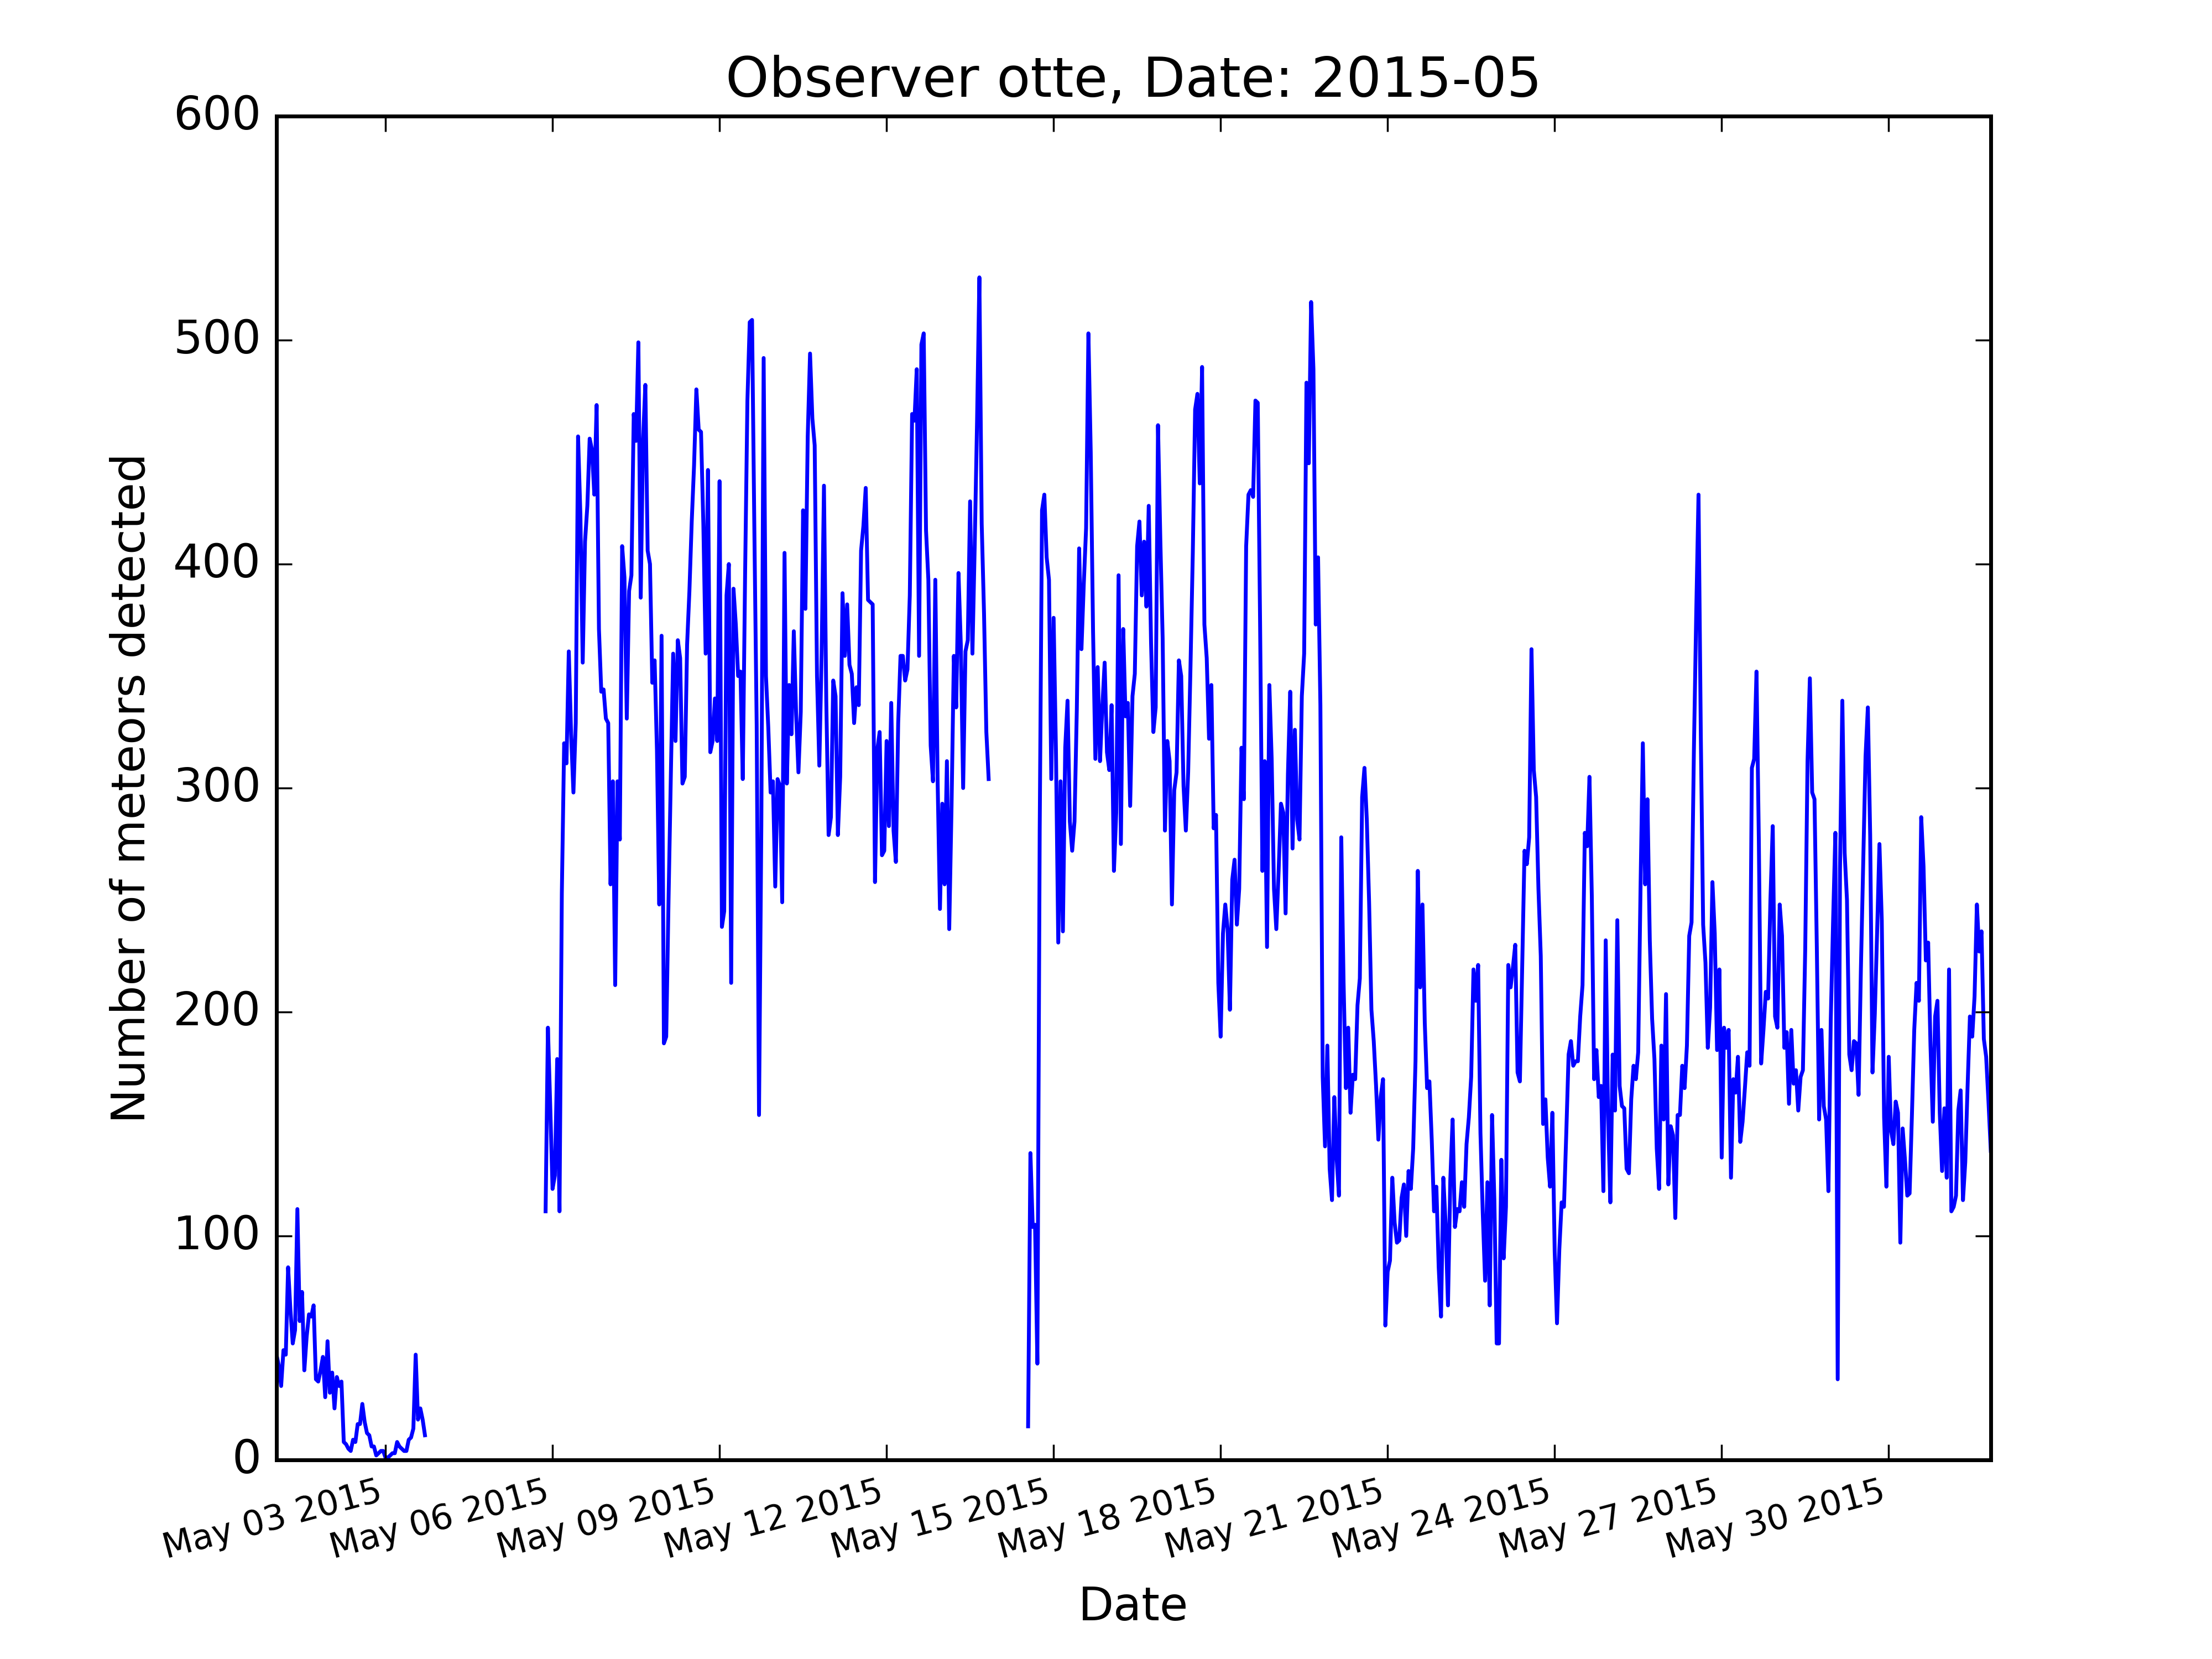 Observer otte, Date: 2015-05
600
500
400
300
200
100
0
Number of meteors detected
May 03 2015
May 06 2015
May 09 2015
May 12 2015
May 15 2015
May 18 2015
May 21 2015
May 24 2015
May 27 2015
May 30 2015
Date